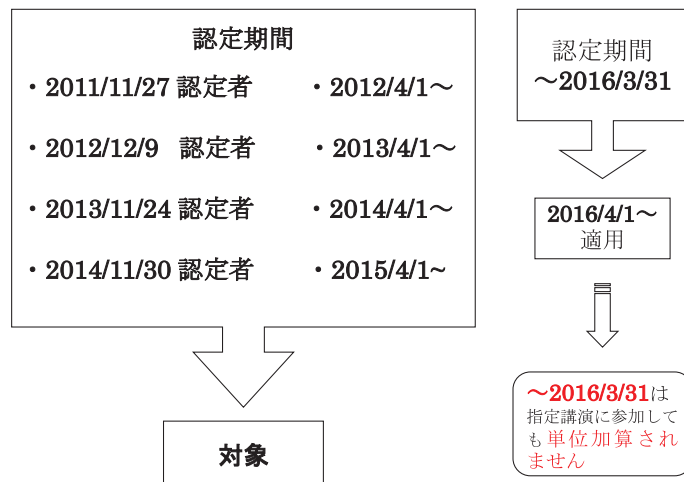 認定期間
・2011/11/27 認定者 ・2012/4/1～
・2012/12/9 認定者 ・2013/4/1～
・2013/11/24 認定者 ・2014/4/1～
・2014/11/30 認定者 ・2015/4/1~
対象
認定期間
～2016/3/31
2016/4/1～
適用
～2016/3/31は
指定講演に参加して
も単位加算され
ません